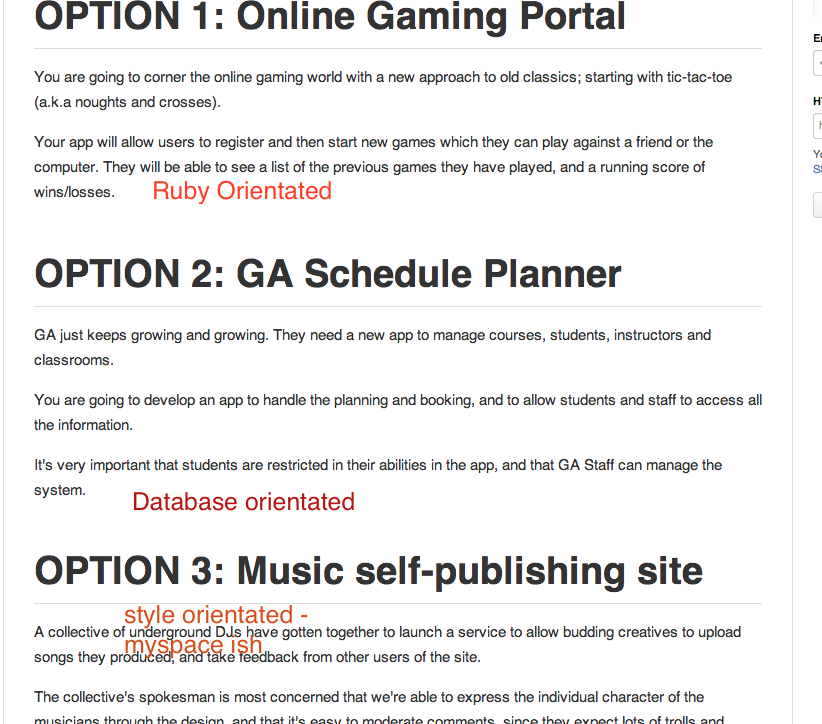 OPTION 1: Online Gaming Portal
You are going to corner the online gaming world with a new approach to old classics; starting with tic-tac-toe
(a.k.a noughts and crosses).
Your app will allow users to register and then start new games which they can play against a friend or the
computer. They will be able to see a list of the previous games they have played, and a running score of
wins/losses.
Ruby Orientated
OPTION 2: GA Schedule Planner
GA just keeps growing and growing. They need a new app to manage courses, students, instructors and
classrooms.
You are going to develop an app to handle the planning and booking, and to allow students and staff to access all
the information.
It's very important that students are restricted in their abilities in the app, and that GA Staff can manage the
system.
Database orientated
OPTION 3: Music self-publishing site
style orientated -
myspace ish
A collective of underground DJs have gotten together to launch a service to allow budding creatives to upload
songs they produced, and take feedback from other users of the site.
The collective's spokesman is most concerned that we're able to express the individual character of the
musicians through the design, and that it's easy to moderate comments, since they expect lots of trolls and